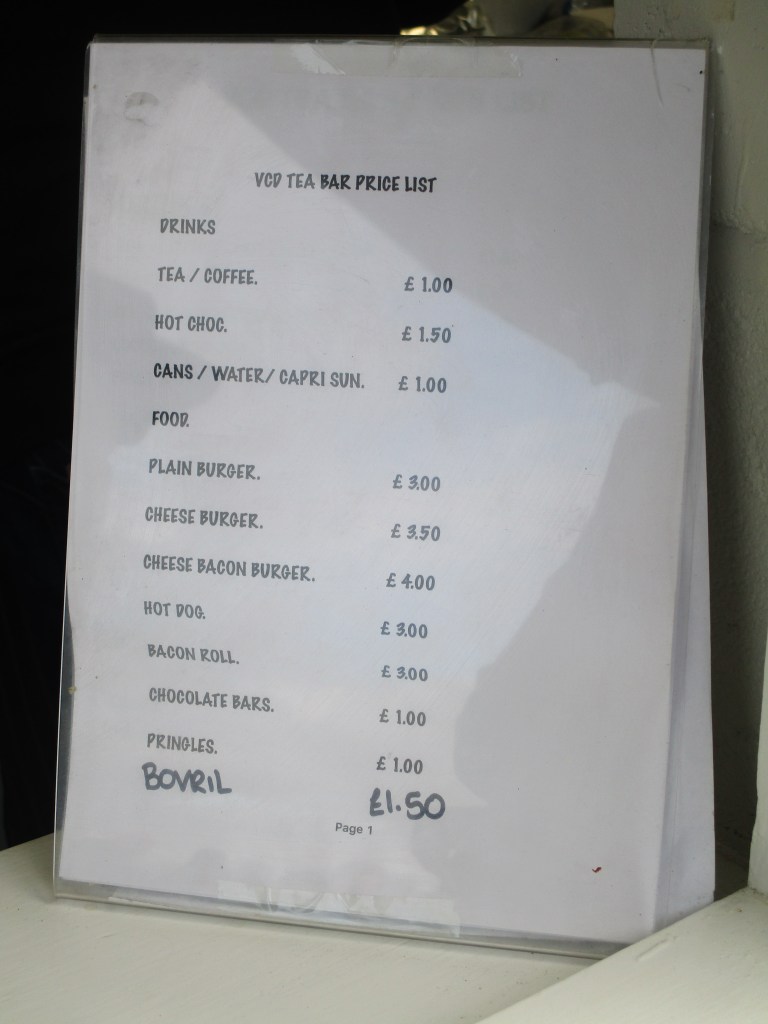 VCD TEA BAR PRICE LIST
DRINKS
TEA / COFFEE. £ 1.00
HOT CHOC. £ 1.50
CANS / WATER/ CAPRI SUN. £ 1.00
FOOD.
PLAIN BURGER. £ 3.00
CHEESE BURGER. £ 3.50
CHEESE BACON BURGER. £ 4.00
HOT DOG. £ 3.00
BACON ROLL. £ 3.00
CHOCOLATE BARS. £ 1.00
PRINGLES. £ 1.00
BOVRIL £1.50
Page 1